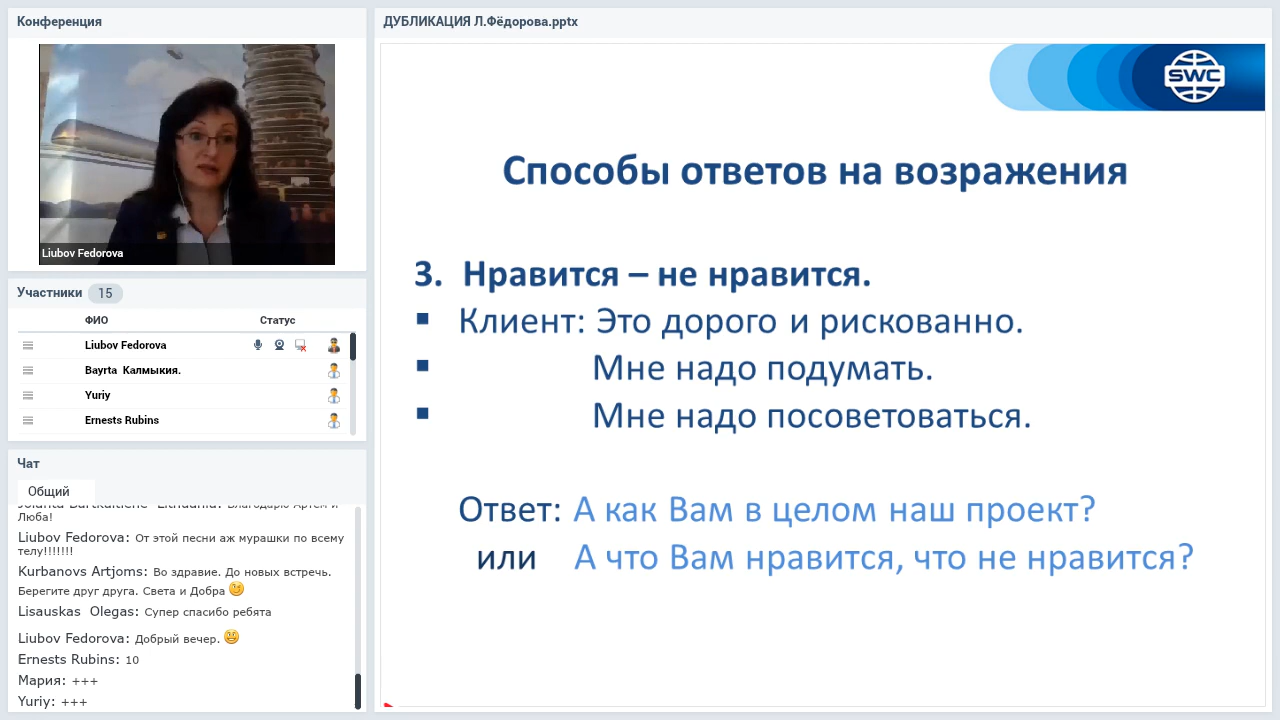 Конференция
Liubov Fedorova
Участники 15
ФИО Статус
Liubov Fedorova
Bayrta Калмыкия.
Yuriy
Ernests Rubins
Чат
Общий
Люба!
Liubov Fedorova: От этой песни аж мурашки по всему
телу!!!!!!!
Kurbanovs Artjoms: Во здравие. До новых встречь.
Берегите друг друга. Света и Добра
Lisauskas Olegas: Супер спасибо ребята
Liubov Fedorova: Добрый вечер.
Ernests Rubins: 10
Мария: +++
Yuriy: +++
ДУБЛИКАЦИЯ Л.Фёдорова.pptx
SWC
Способы ответов на возражения
3. Нравится – не нравится.
▪ Клиент: Это дорого и рискованно.
▪ Мне надо подумать.
▪ Мне надо посоветоваться.
Ответ: А как Вам в целом наш проект?
или А что Вам нравится, что не нравится?